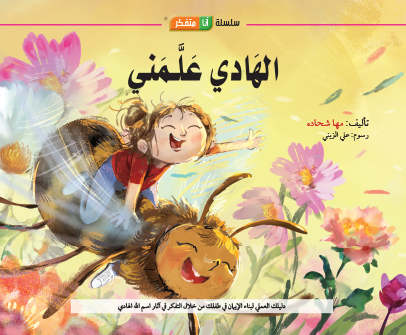 سلسلة أنا متفكر
الهَادي عَلَّمَني
تأليف: مها شحاده
رسوم: علي الزيني
دليلك العملي لبناء الإيمان في طفلك من خلال التفكر في آثار اسم الله الهادي